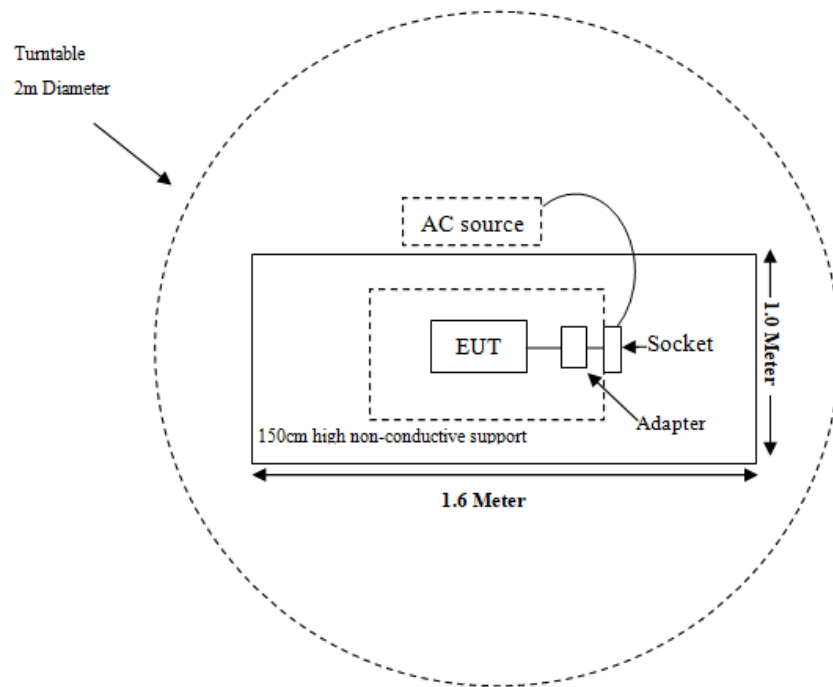 Turntable
2m Diameter
AC source
EUT
Socket
1.0 Meter
Adapter
150cm high non-conductive support
1.6 Meter